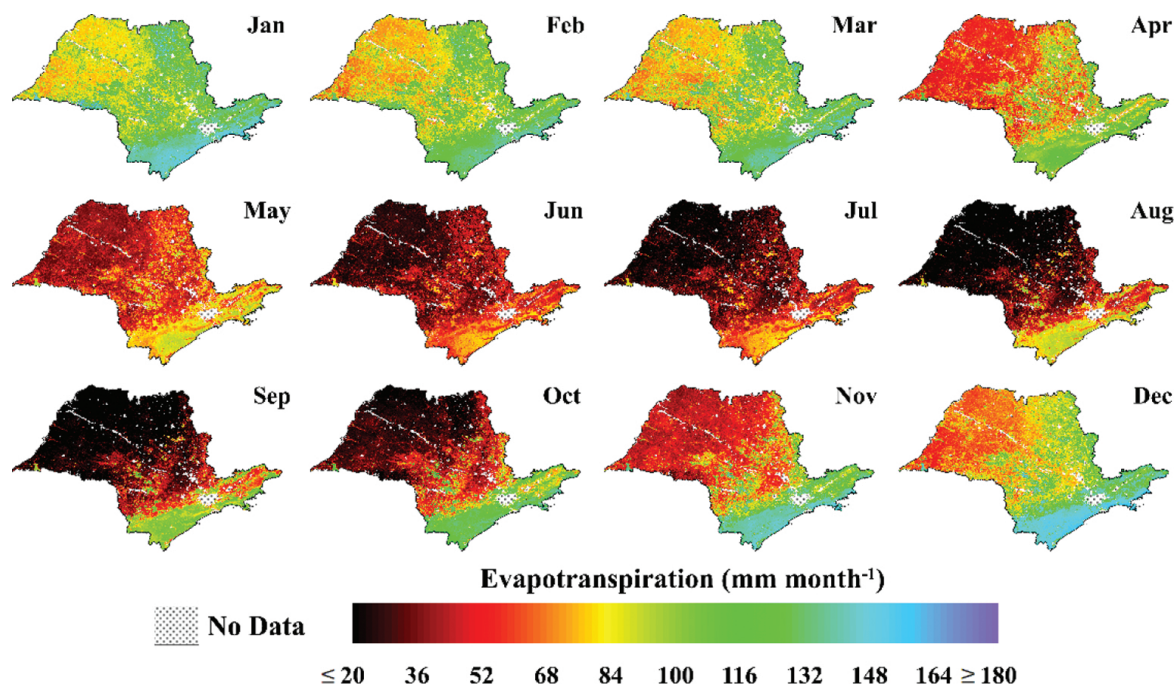 Jan Feb Mar Apr
May Jun Jul Aug
Sep Oct Nov Dec
Evapotranspiration (mm month⁻¹)
No Data
≤ 20 36 52 68 84 100 116 132 148 164 ≥ 180